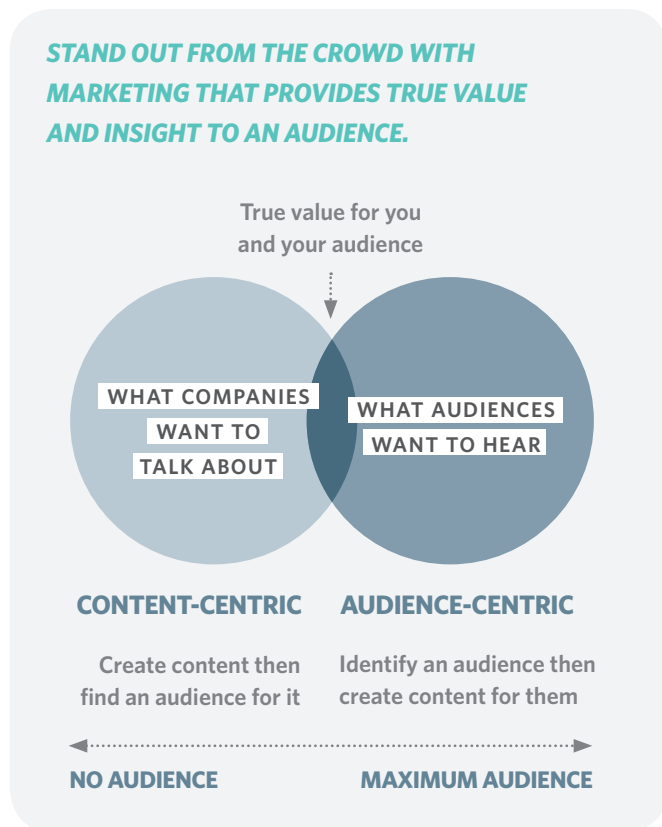 STAND OUT FROM THE CROWD WITH
MARKETING THAT PROVIDES TRUE VALUE
AND INSIGHT TO AN AUDIENCE.
True value for you
and your audience
WHAT COMPANIES
WANT TO
TALK ABOUT
WHAT AUDIENCES
WANT TO HEAR
CONTENT-CENTRIC
Create content then
find an audience for it
AUDIENCE-CENTRIC
Identify an audience then
create content for them
NO AUDIENCE
MAXIMUM AUDIENCE